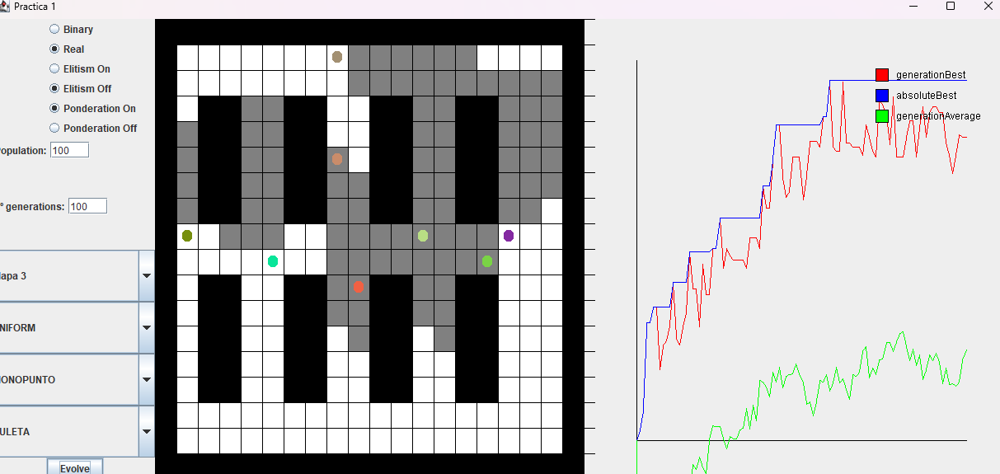 Practica 1
Binary
Real
Elitism On
Elitism Off
Ponderation On
Ponderation Off
opulation: 100
º generations: 100
apa 3
NIFORM
ONOPUNTO
ULETA
Evolve
generationBest
absoluteBest
generationAverage